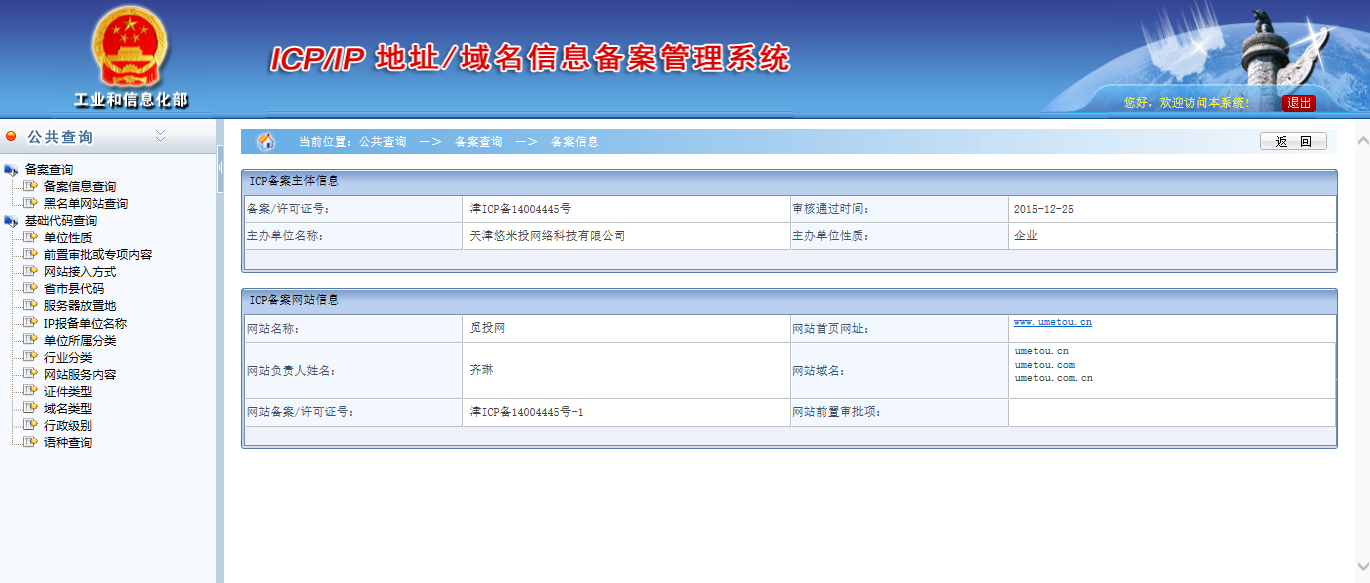 ICP/IP 地址/域名信息备案管理系统
工业和信息化部
您好，欢迎访问本系统!
退出
公共查询
备案查询
备案信息查询
黑名单网站查询
基础代码查询
单位性质
前置审批或专项内容
网站接入方式
省市县代码
服务器放置地
IP报备单位名称
单位所属分类
行业分类
网站服务内容
证件类型
域名类型
行政级别
语种查询
当前位置：公共查询 —> 备案查询 —> 备案信息
返 回
ICP备案主体信息
备案/许可证号： 津ICP备14004445号 审核通过时间： 2015-12-25
主办单位名称： 天津悠米投网络科技有限公司 主办单位性质： 企业
ICP备案网站信息
网站名称： 觅投网 网站首页网址： www.umetou.cn
网站负责人姓名： 齐琳 网站域名：
umetou.cn
umetou.com
umetou.com.cn
网站备案/许可证号： 津ICP备14004445号-1 网站前置审批项：